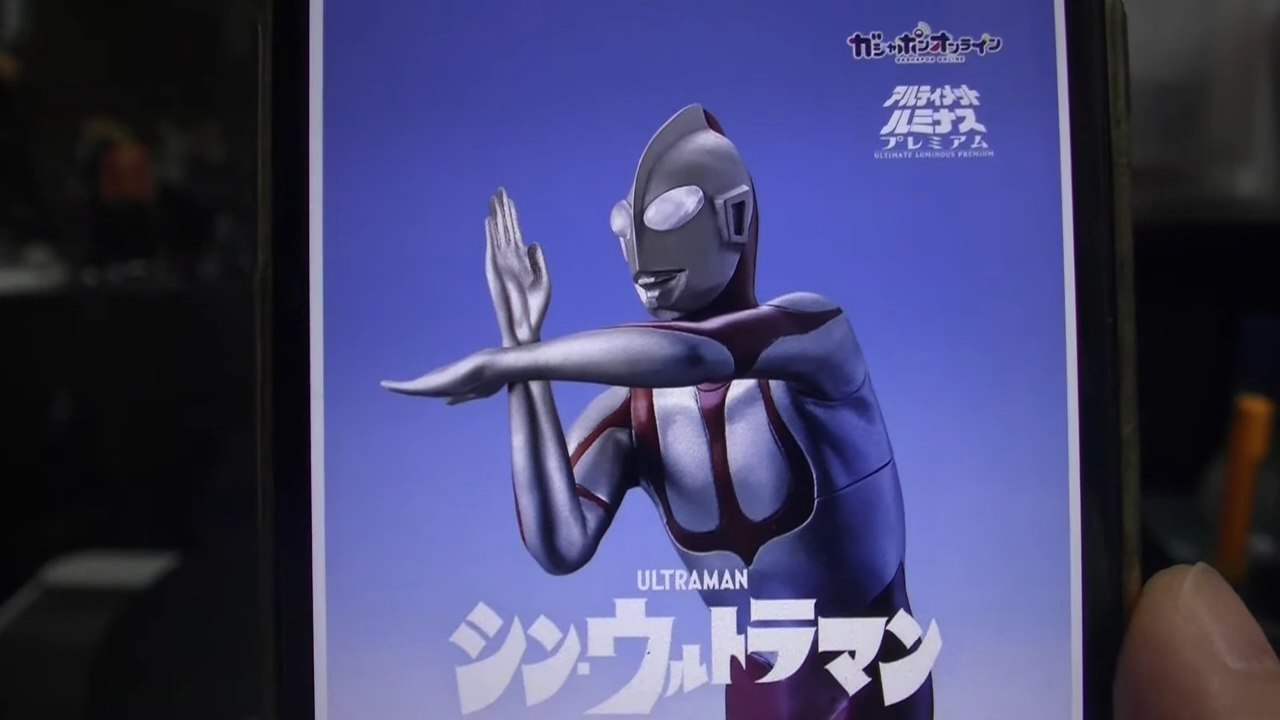 ガシャポンオンライン
GASHAPON ONLINE
アルティメット
ルミナス
プレミアム
ULTIMATE LUMINOUS PREMIUM
ULTRAMAN
シン・ウルトラマン